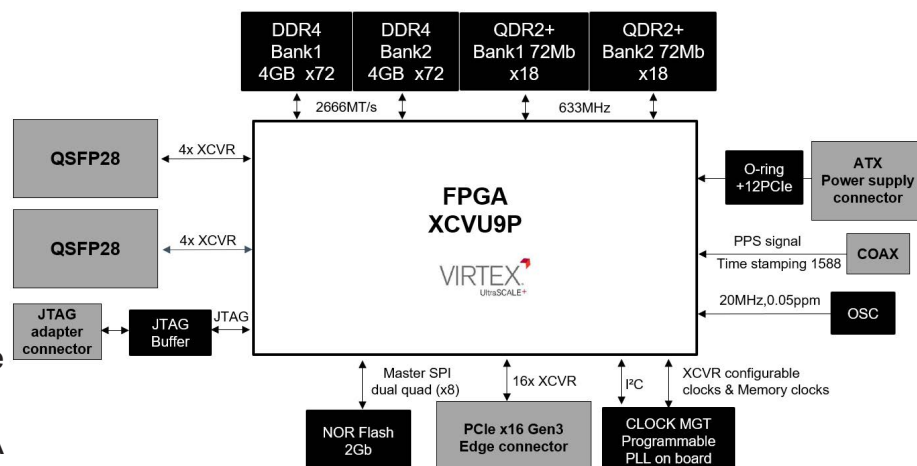 DDR4
Bank1
4GB x72
DDR4
Bank2
4GB x72
QDR2+
Bank1 72Mb
x18
QDR2+
Bank2 72Mb
x18
2666MT/s
633MHz
QSFP28
4x XCVR
QSFP28
4x XCVR
JTAG
adapter
connector
JTAG
Buffer
JTAG
FPGA
XCVU9P
VIRTEX
UltraSCALE+
O-ring
+12PCIe
ATX
Power supply
connector
PPS signal
Time stamping 1588
COAX
20MHz,0.05ppm
OSC
Master SPI
dual quad (x8)
16x XCVR
I²C
XCVR configurable
clocks & Memory clocks
NOR Flash
2Gb
PCIe x16 Gen3
Edge connector
CLOCK MGT
Programmable
PLL on board
e